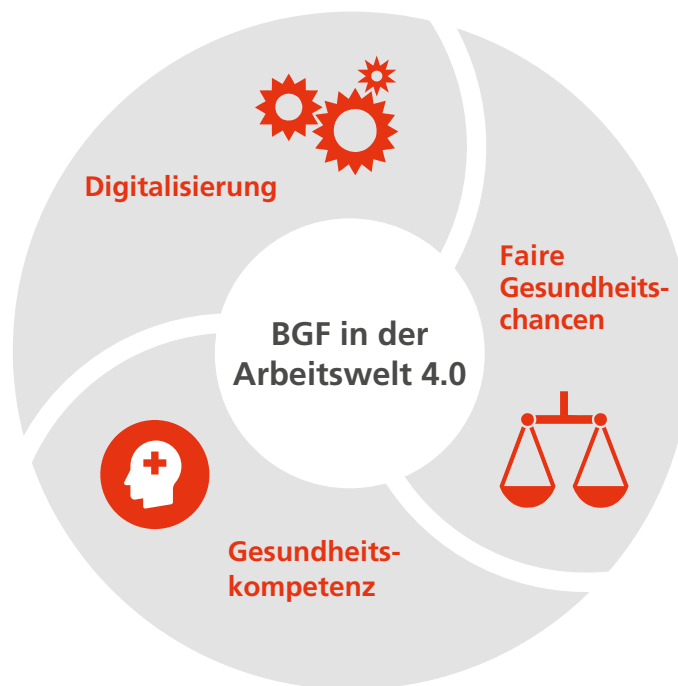 Digitalisierung
Faire
Gesundheits-
chancen
BGF in der
Arbeitswelt 4.0
Gesundheits-
kompetenz